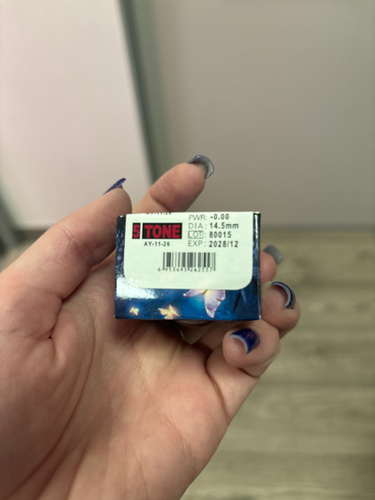 PWR: -0.00
5 TONE
DIA: 14.5mm
LOT: 80015
AY-11-26
EXP: 2028/12